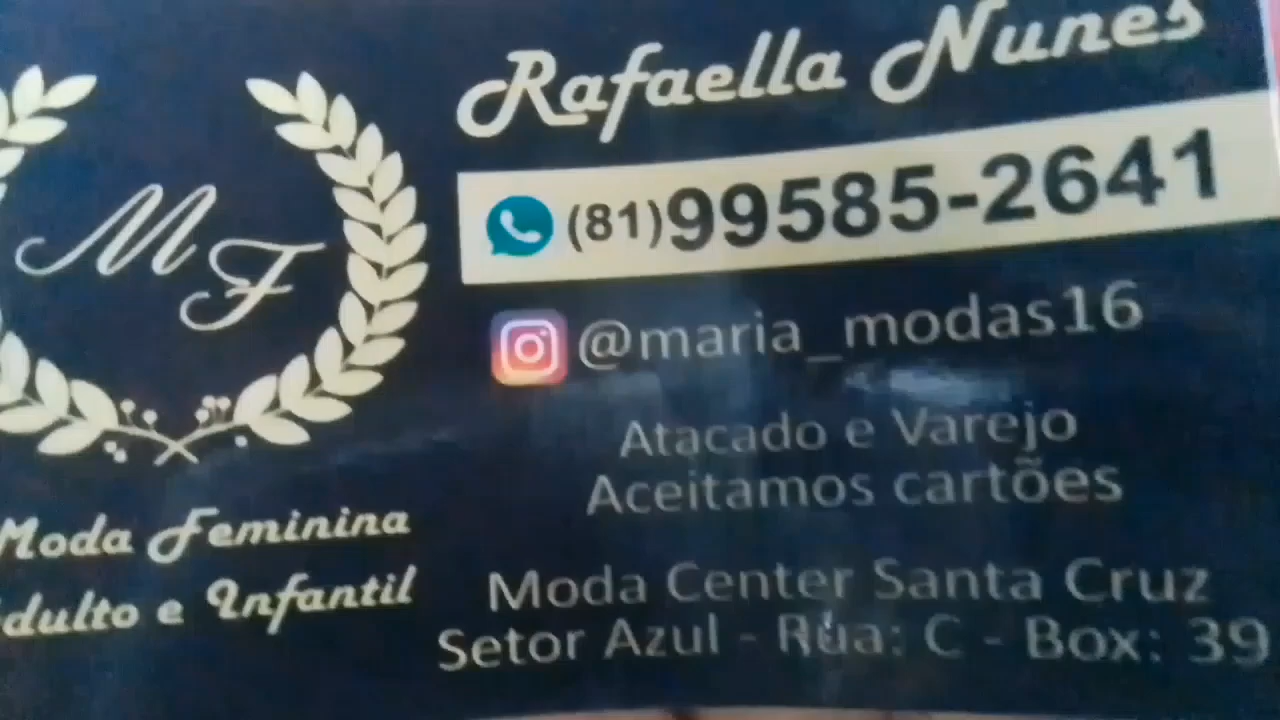 Rafaella Nunes
(81)99585-2641
@maria_modas16
Atacado e Varejo
Aceitamos cartões
Moda Center Santa Cruz
Setor Azul - Rua: C - Box: 39
MF
Moda Feminina
dulto e Infantil